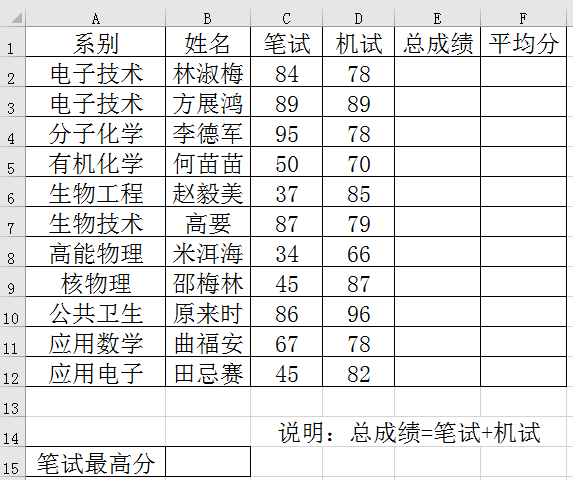 A B C D E F
1 系别 姓名 笔试 机试 总成绩 平均分
2 电子技术 林淑梅 84 78
3 电子技术 方展鸿 89 89
4 分子化学 李德军 95 78
5 有机化学 何苗苗 50 70
6 生物工程 赵毅美 37 85
7 生物技术 高要 87 79
8 高能物理 米洱海 34 66
9 核物理 邵梅林 45 87
10 公共卫生 原来时 86 96
11 应用数学 曲福安 67 78
12 应用电子 田忌赛 45 82
13
14 说明：总成绩=笔试+机试
15 笔试最高分